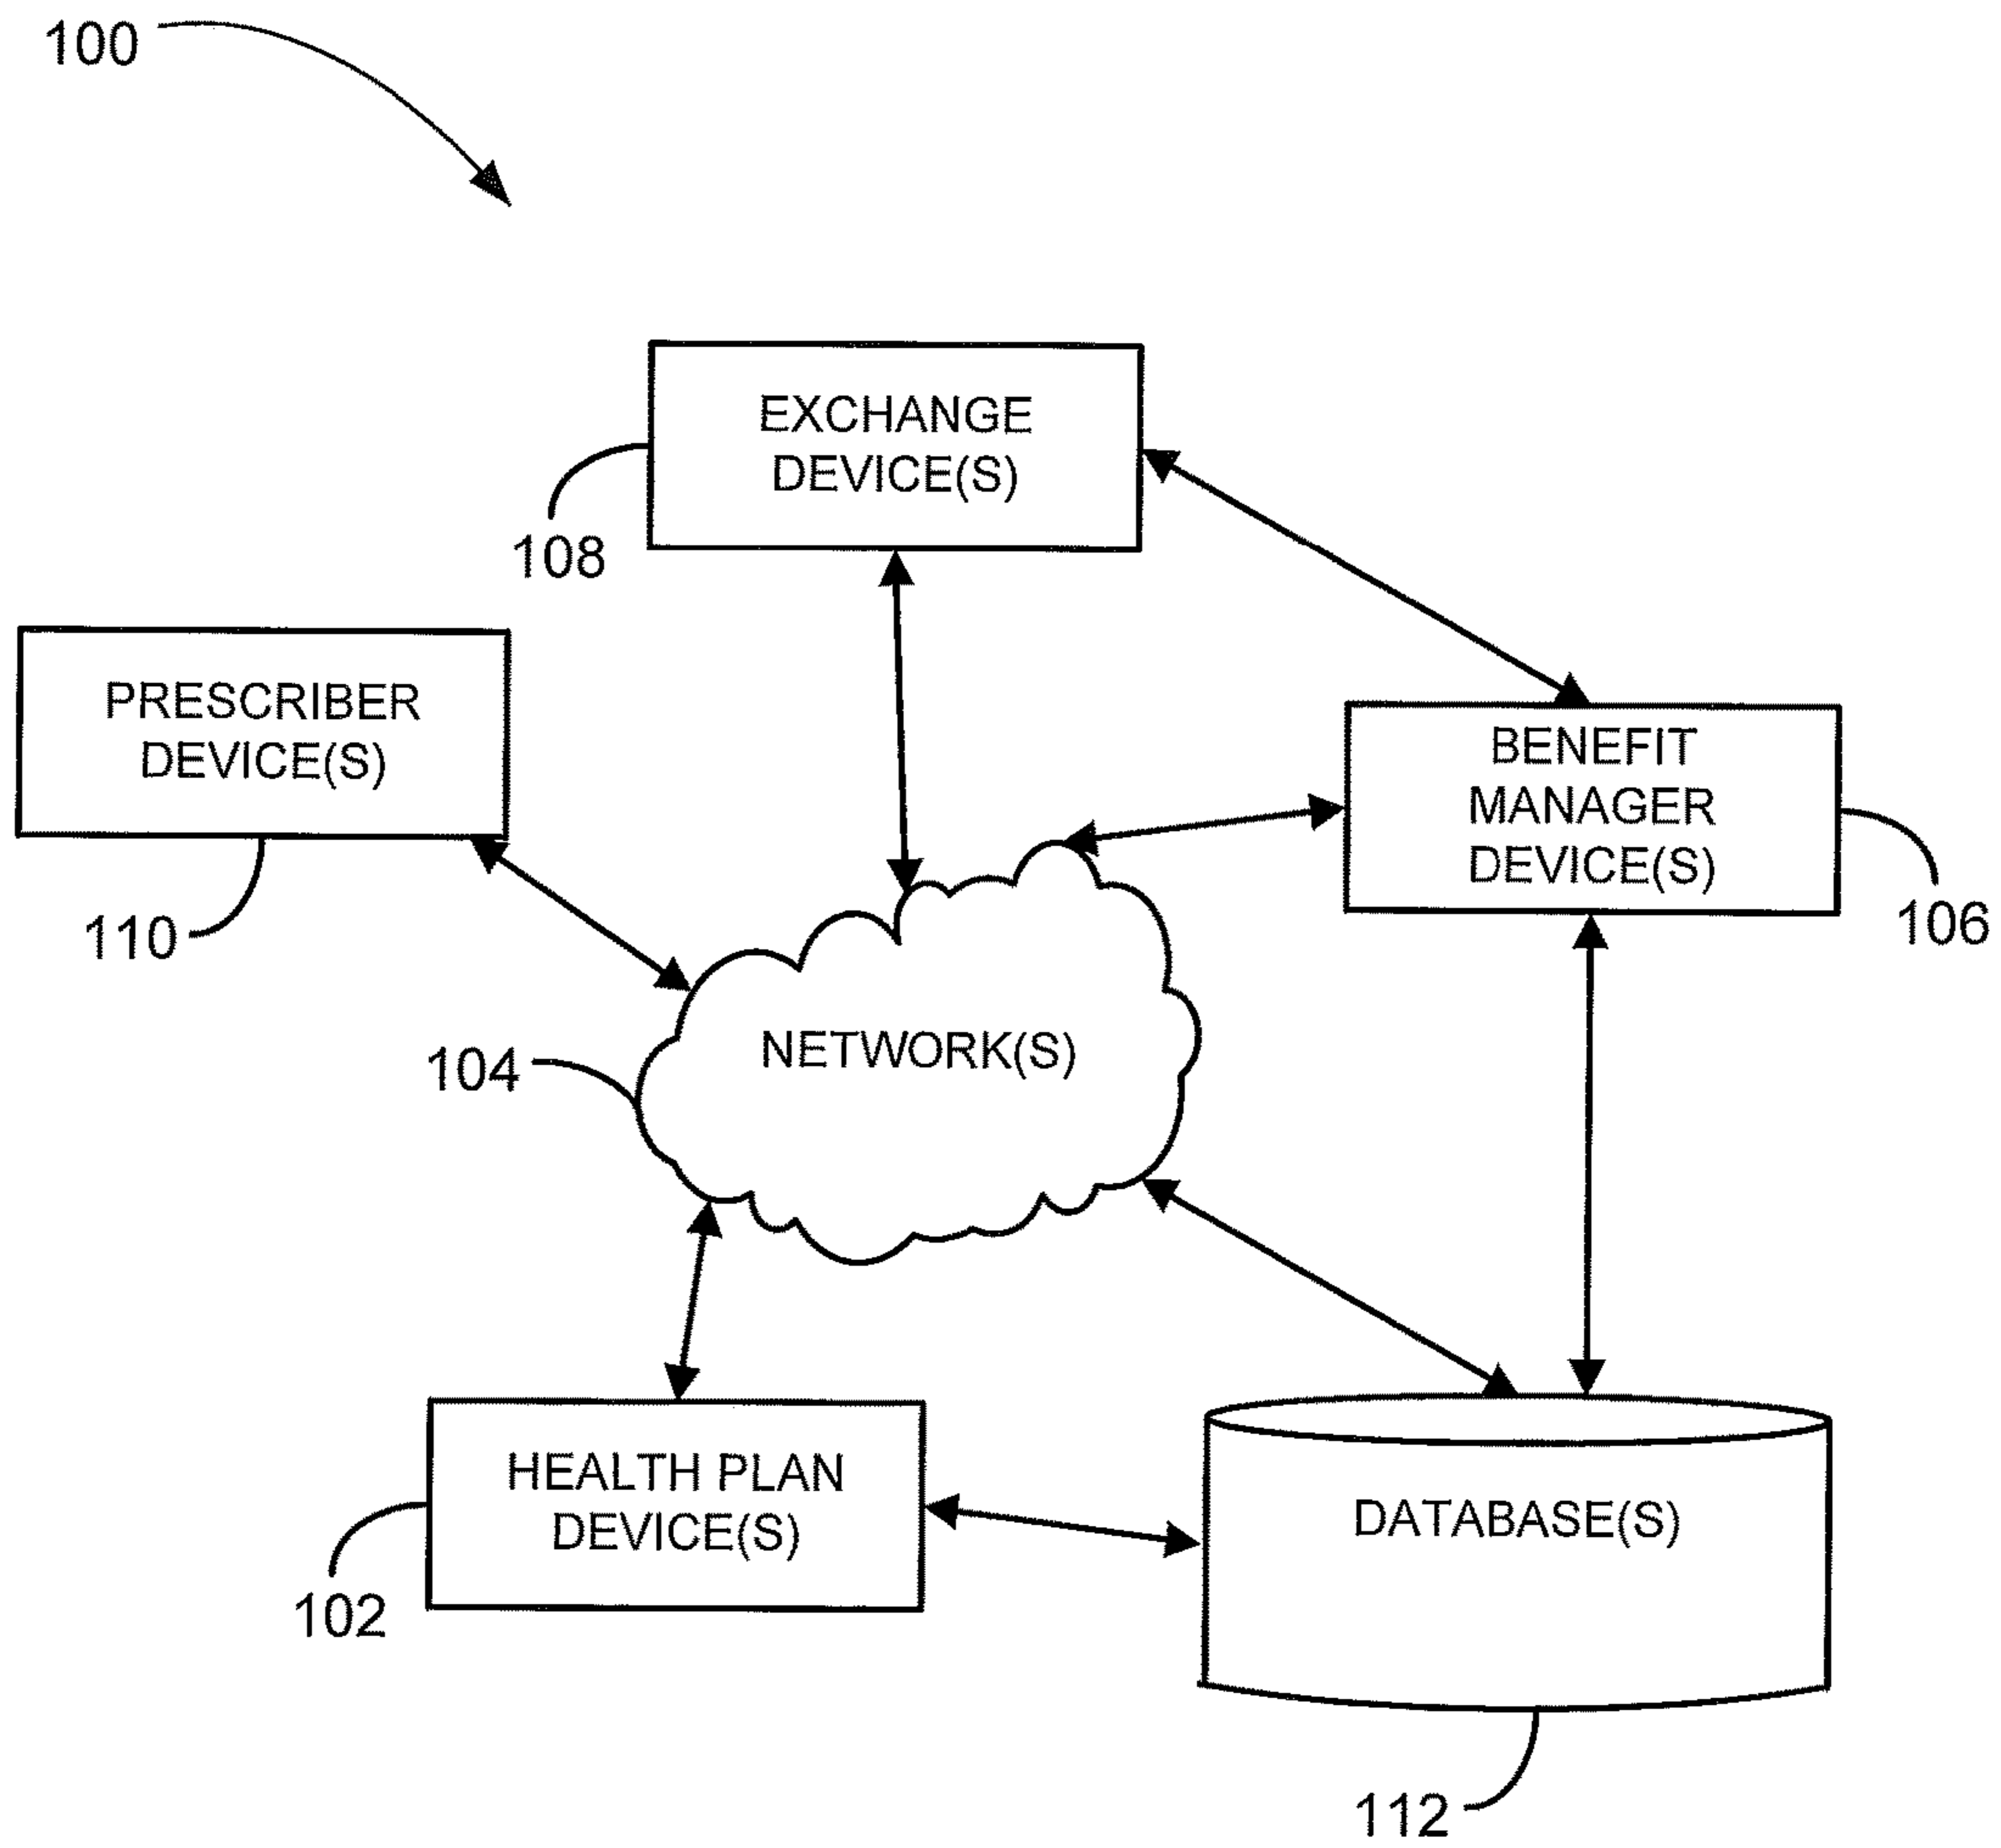 100
EXCHANGE
DEVICE(S)
108
PRESCRIBER
DEVICE(S)
110
BENEFIT
MANAGER
DEVICE(S)
106
NETWORK(S)
104
HEALTH PLAN
DEVICE(S)
102
DATABASE(S)
112